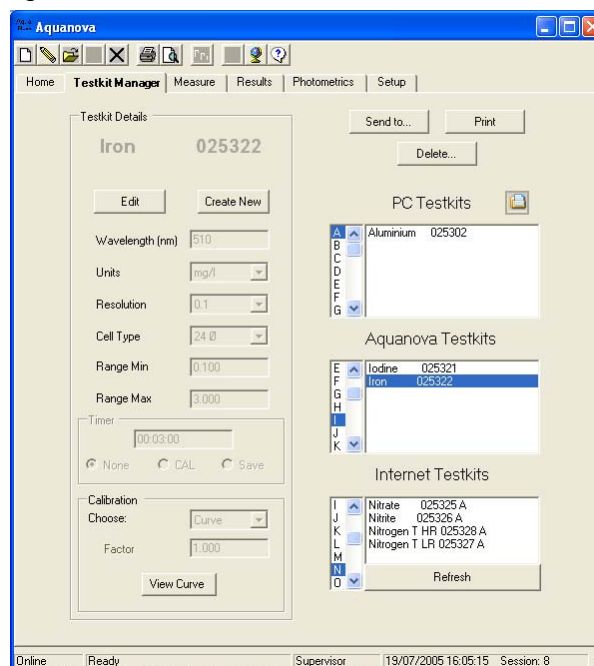 Aquanova
Home Testkit Manager Measure Results Photometrics Setup
Testkit Details
Iron 025322
Edit Create New
Wavelength (nm) 510
Units mg/l
Resolution 0.1
Cell Type 24 Ø
Range Min 0.100
Range Max 3.000
Timer
00:03:00
None CAL Save
Calibration
Choose: Curve
Factor 1.000
View Curve
Send to... Print
Delete...
PC Testkits
A
B
C
D
E
F
G
Aluminium 025302
Aquanova Testkits
E
F
G
H
I
J
K
Iodine 025321
Iron 025322
Internet Testkits
I
J
K
L
M
N
O
Nitrate 025325 A
Nitrite 025326 A
Nitrogen T HR 025328 A
Nitrogen T LR 025327 A
Refresh
Online Ready Supervisor 19/07/2005 16:05:15 Session: 8